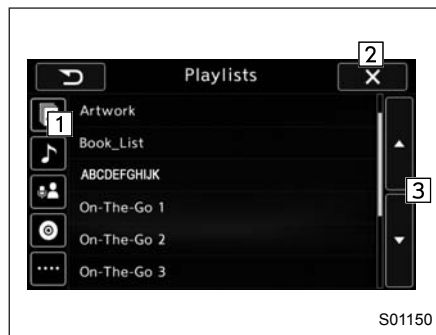 2
Playlists
1
Artwork
Book_List
ABCDEFGHIJK
On-The-Go 1
On-The-Go 2
On-The-Go 3
3
S01150